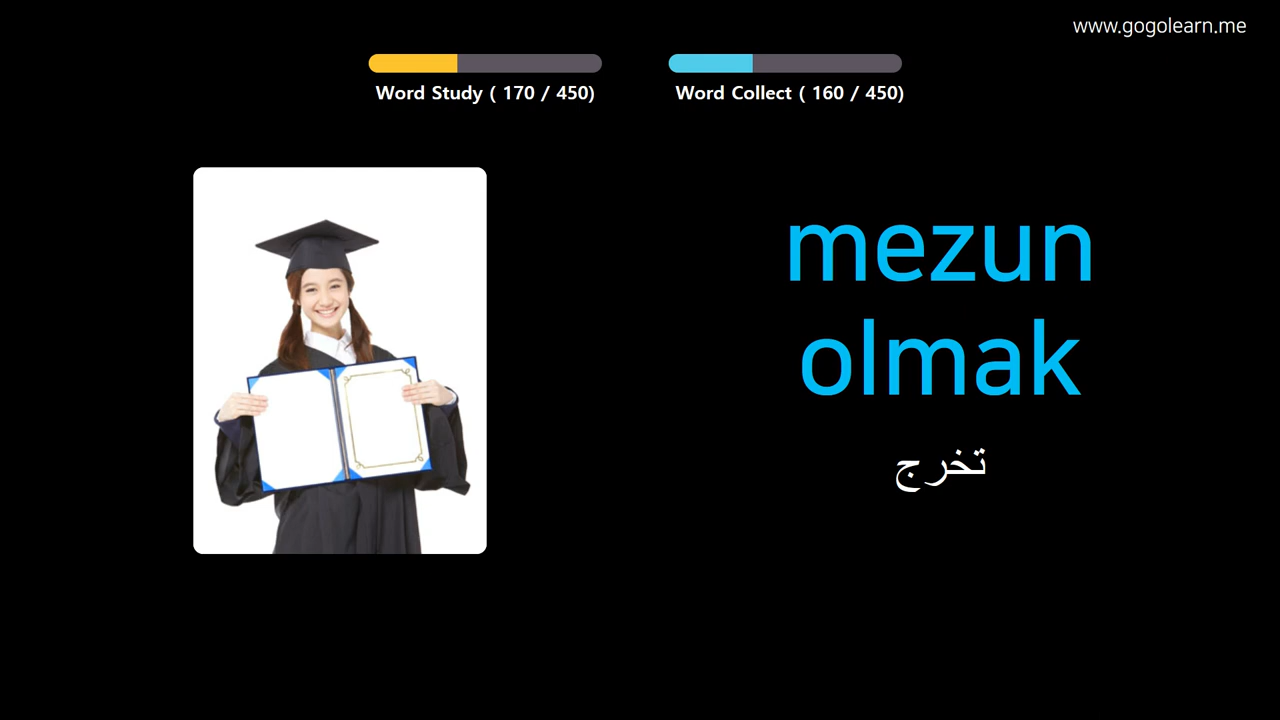 www.gogolearn.me
Word Study ( 170 / 450)
Word Collect ( 160 / 450)
mezun
olmak
تخرج